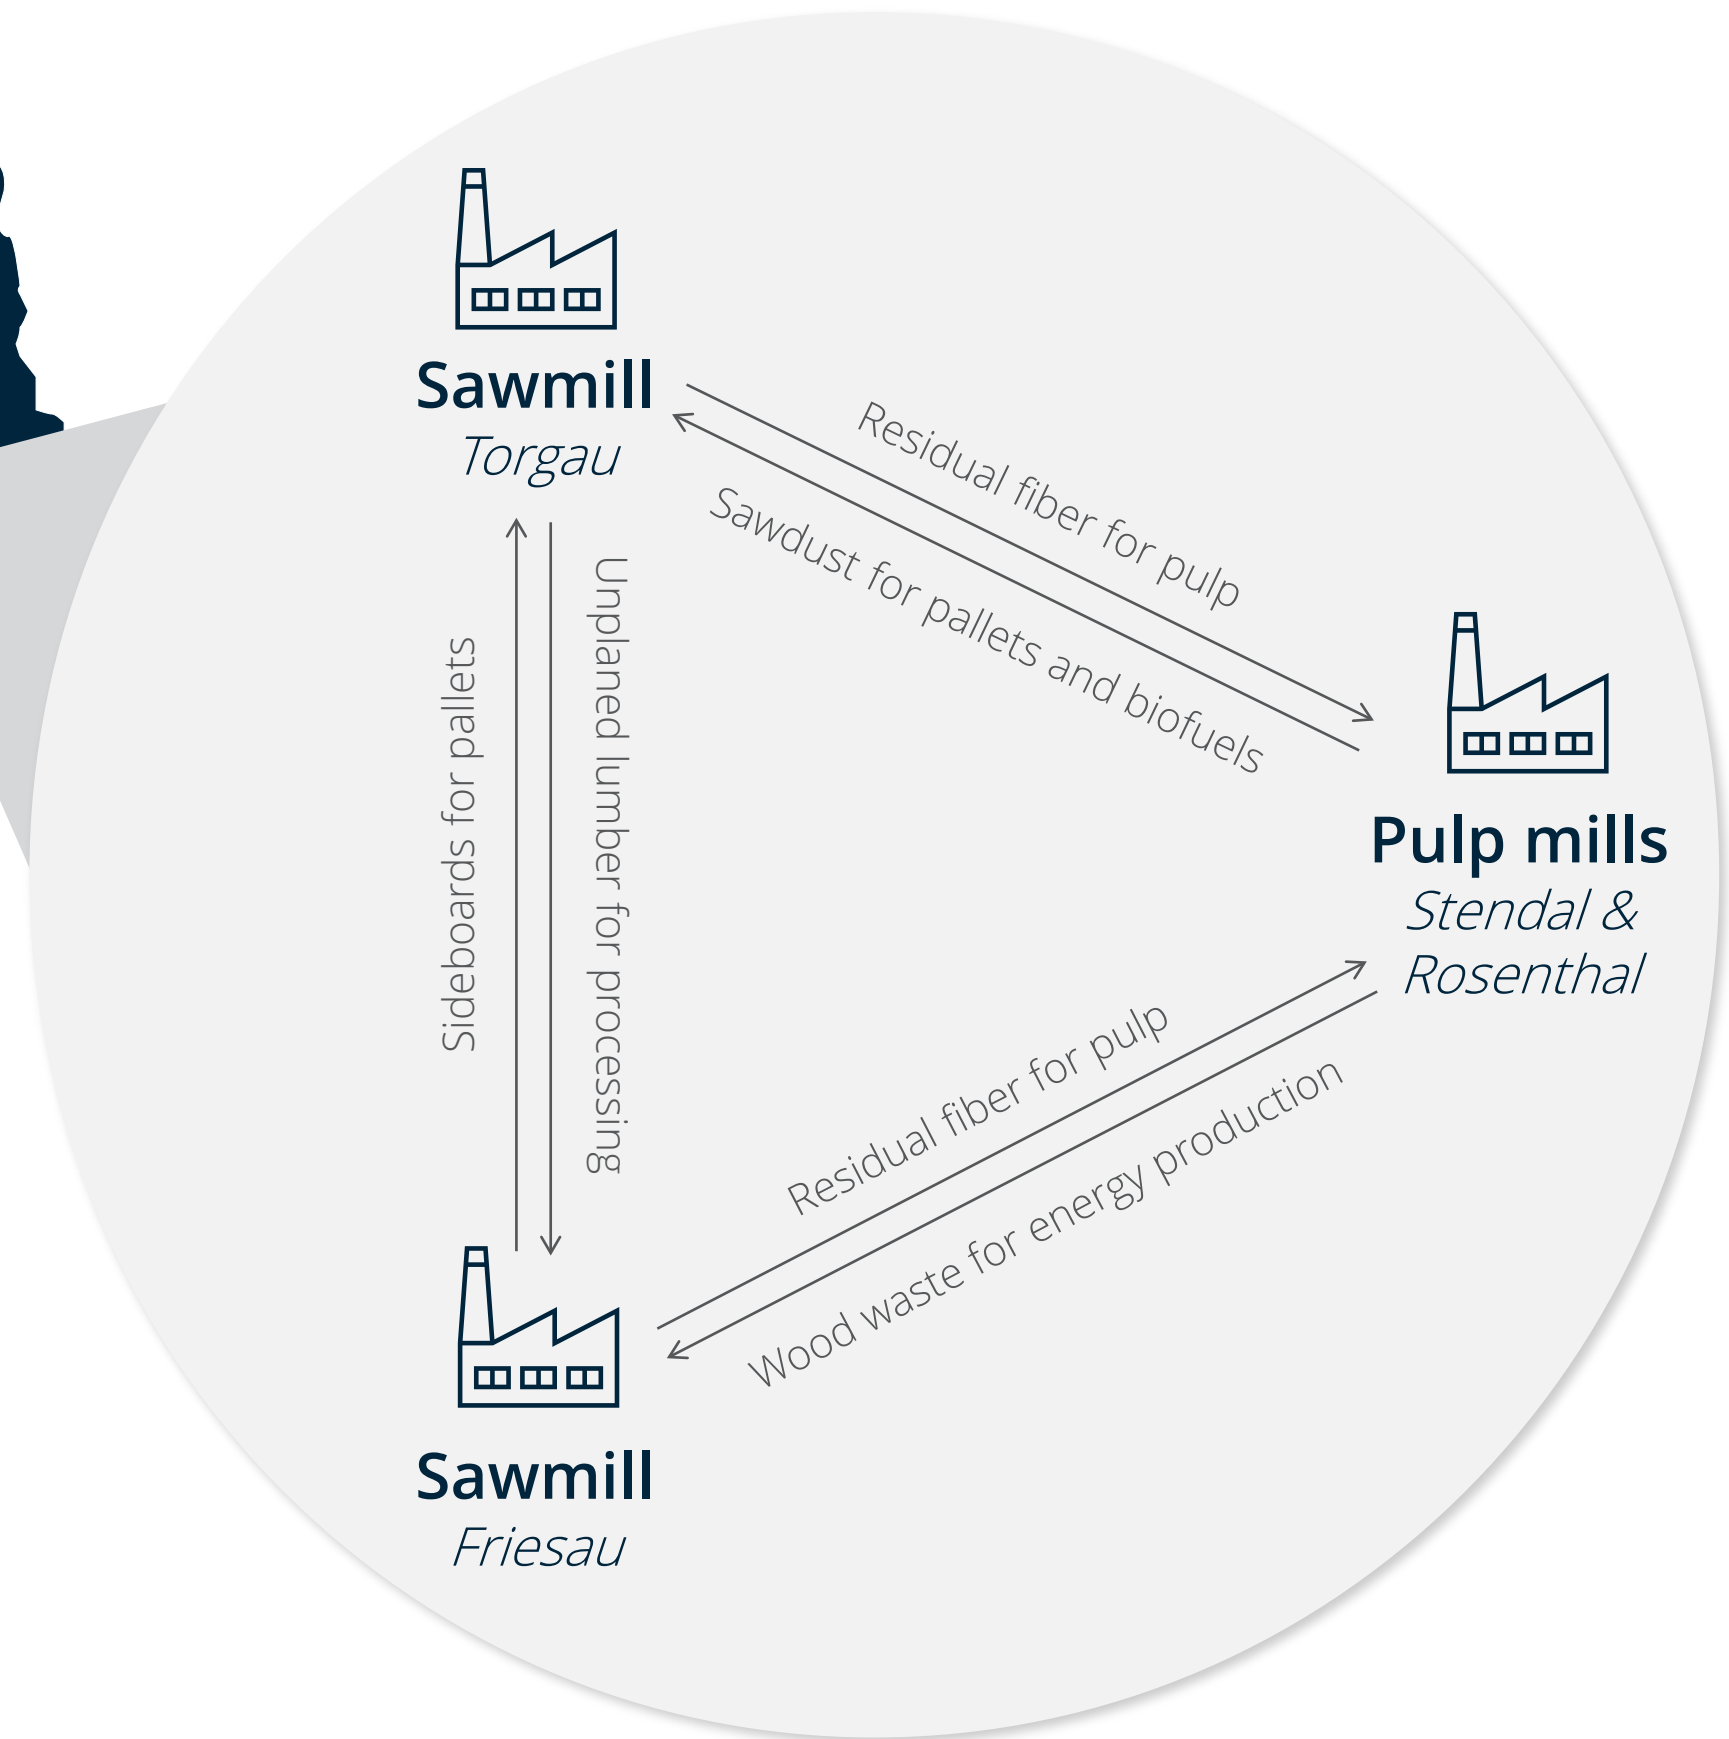 Sawmill
Torgau
Residual fiber for pulp
Sawdust for pallets and biofuels
Sideboards for pallets
Unplaned lumber for processing
Pulp mills
Stendal &
Rosenthal
Residual fiber for pulp
Wood waste for energy production
Sawmill
Friesau